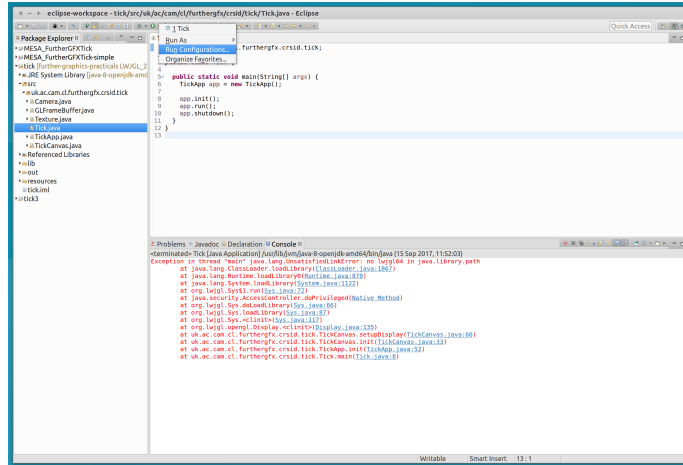 eclipse-workspace - tick/src/uk/ac/cam/cl/furthergfx/crsid/tick/Tick.java - Eclipse
Quick Access
1 Tick
Run As
Run Configurations...
Organize Favorites...
Package Explorer
MESA_FurtherGFXTick
MESA_FurtherGFXTick-simple
tick [further-graphics-practicals LWJGL_2
JRE System Library [java-8-openjdk-amd
src
uk.ac.cam.cl.furthergfx.crsid.tick
Camera.java
GLFrameBuffer.java
Texture.java
Tick.java
TickApp.java
TickCanvas.java
Referenced Libraries
lib
out
resources
tick.iml
tick3
.furthergfx.crsid.tick;
4
5 public static void main(String[] args) {
6 TickApp app = new TickApp();
7
8 app.init();
9 app.run();
10 app.shutdown();
11 }
12 }
13
Problems Javadoc Declaration Console
<terminated> Tick [Java Application] /usr/lib/jvm/java-8-openjdk-amd64/bin/java (15 Sep 2017, 11:52:03)
Exception in thread "main" java.lang.UnsatisfiedLinkError: no lwjgl64 in java.library.path
at java.lang.ClassLoader.loadLibrary(ClassLoader.java:1867)
at java.lang.Runtime.loadLibrary0(Runtime.java:870)
at java.lang.System.loadLibrary(System.java:1122)
at org.lwjgl.Sys$1.run(Sys.java:72)
at java.security.AccessController.doPrivileged(Native Method)
at org.lwjgl.Sys.doLoadLibrary(Sys.java:66)
at org.lwjgl.Sys.loadLibrary(Sys.java:87)
at org.lwjgl.Sys.<clinit>(Sys.java:117)
at org.lwjgl.opengl.Display.<clinit>(Display.java:135)
at uk.ac.cam.cl.furthergfx.crsid.tick.TickCanvas.setupDisplay(TickCanvas.java:66)
at uk.ac.cam.cl.furthergfx.crsid.tick.TickCanvas.init(TickCanvas.java:33)
at uk.ac.cam.cl.furthergfx.crsid.tick.TickApp.init(TickApp.java:52)
at uk.ac.cam.cl.furthergfx.crsid.tick.Tick.main(Tick.java:8)
Writable Smart Insert 13 : 1